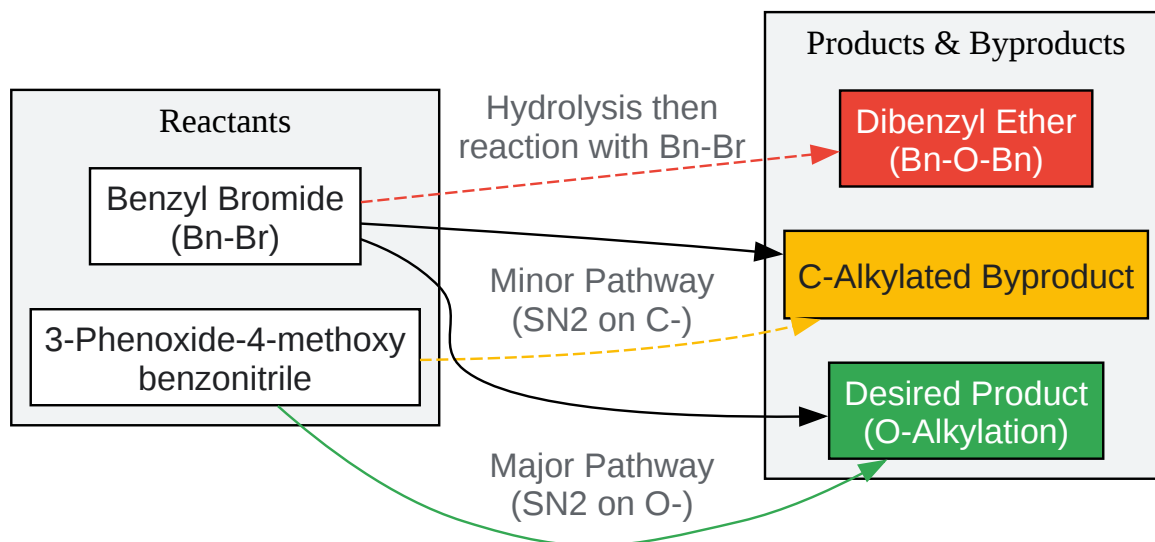 Products & Byproducts
Reactants
Hydrolysis then
reaction with Bn-Br
Dibenzyl Ether
(Bn-O-Bn)
Benzyl Bromide
(Bn-Br)
C-Alkylated Byproduct
Minor Pathway
(SN2 on C-)
3-Phenoxide-4-methoxy
benzonitrile
Desired Product
(O-Alkylation)
Major Pathway
(SN2 on O-)